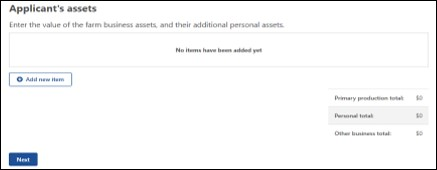 Applicant's assets
Enter the value of the farm business assets, and their additional personal assets.
No items have been added yet
Add new item
Primary production total: $0
Personal total: $0
Other business total: $0
Next